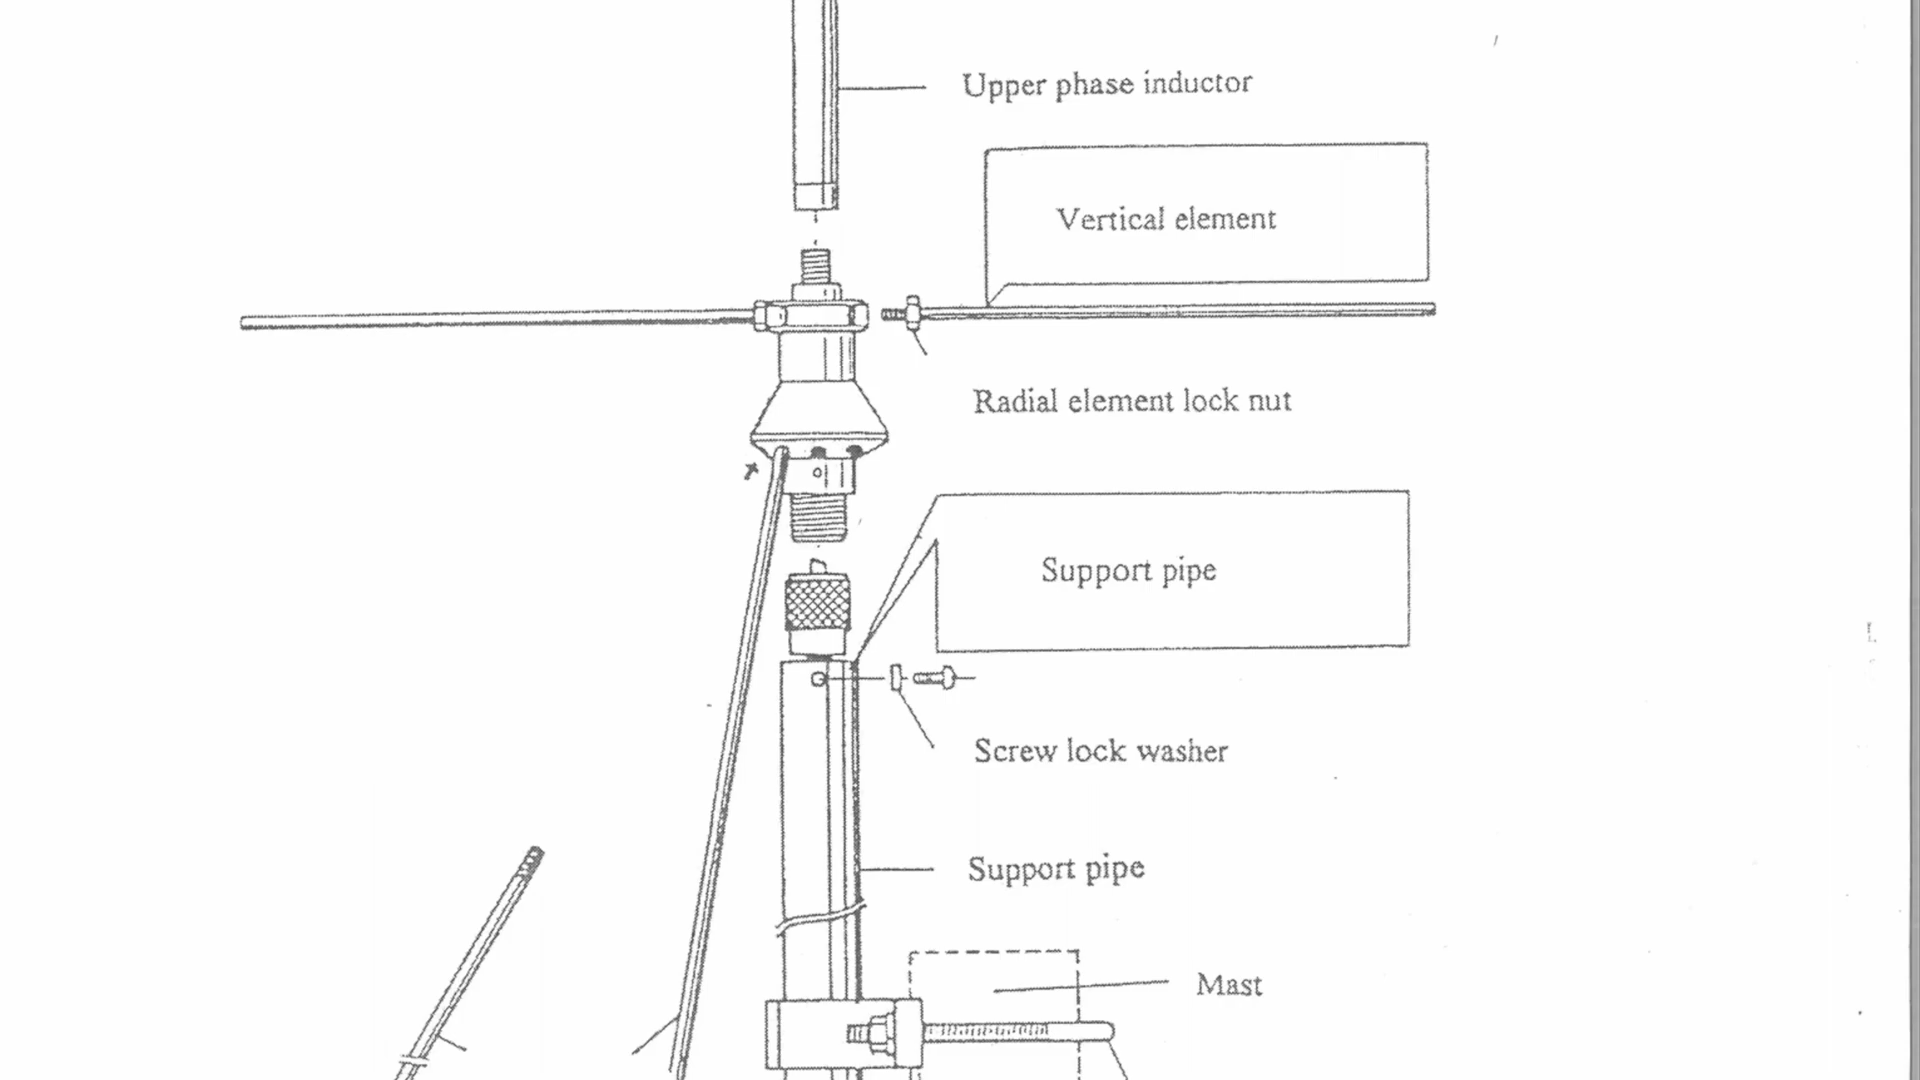 Upper phase inductor
Vertical element
Radial element lock nut
Support pipe
Screw lock washer
Support pipe
Mast